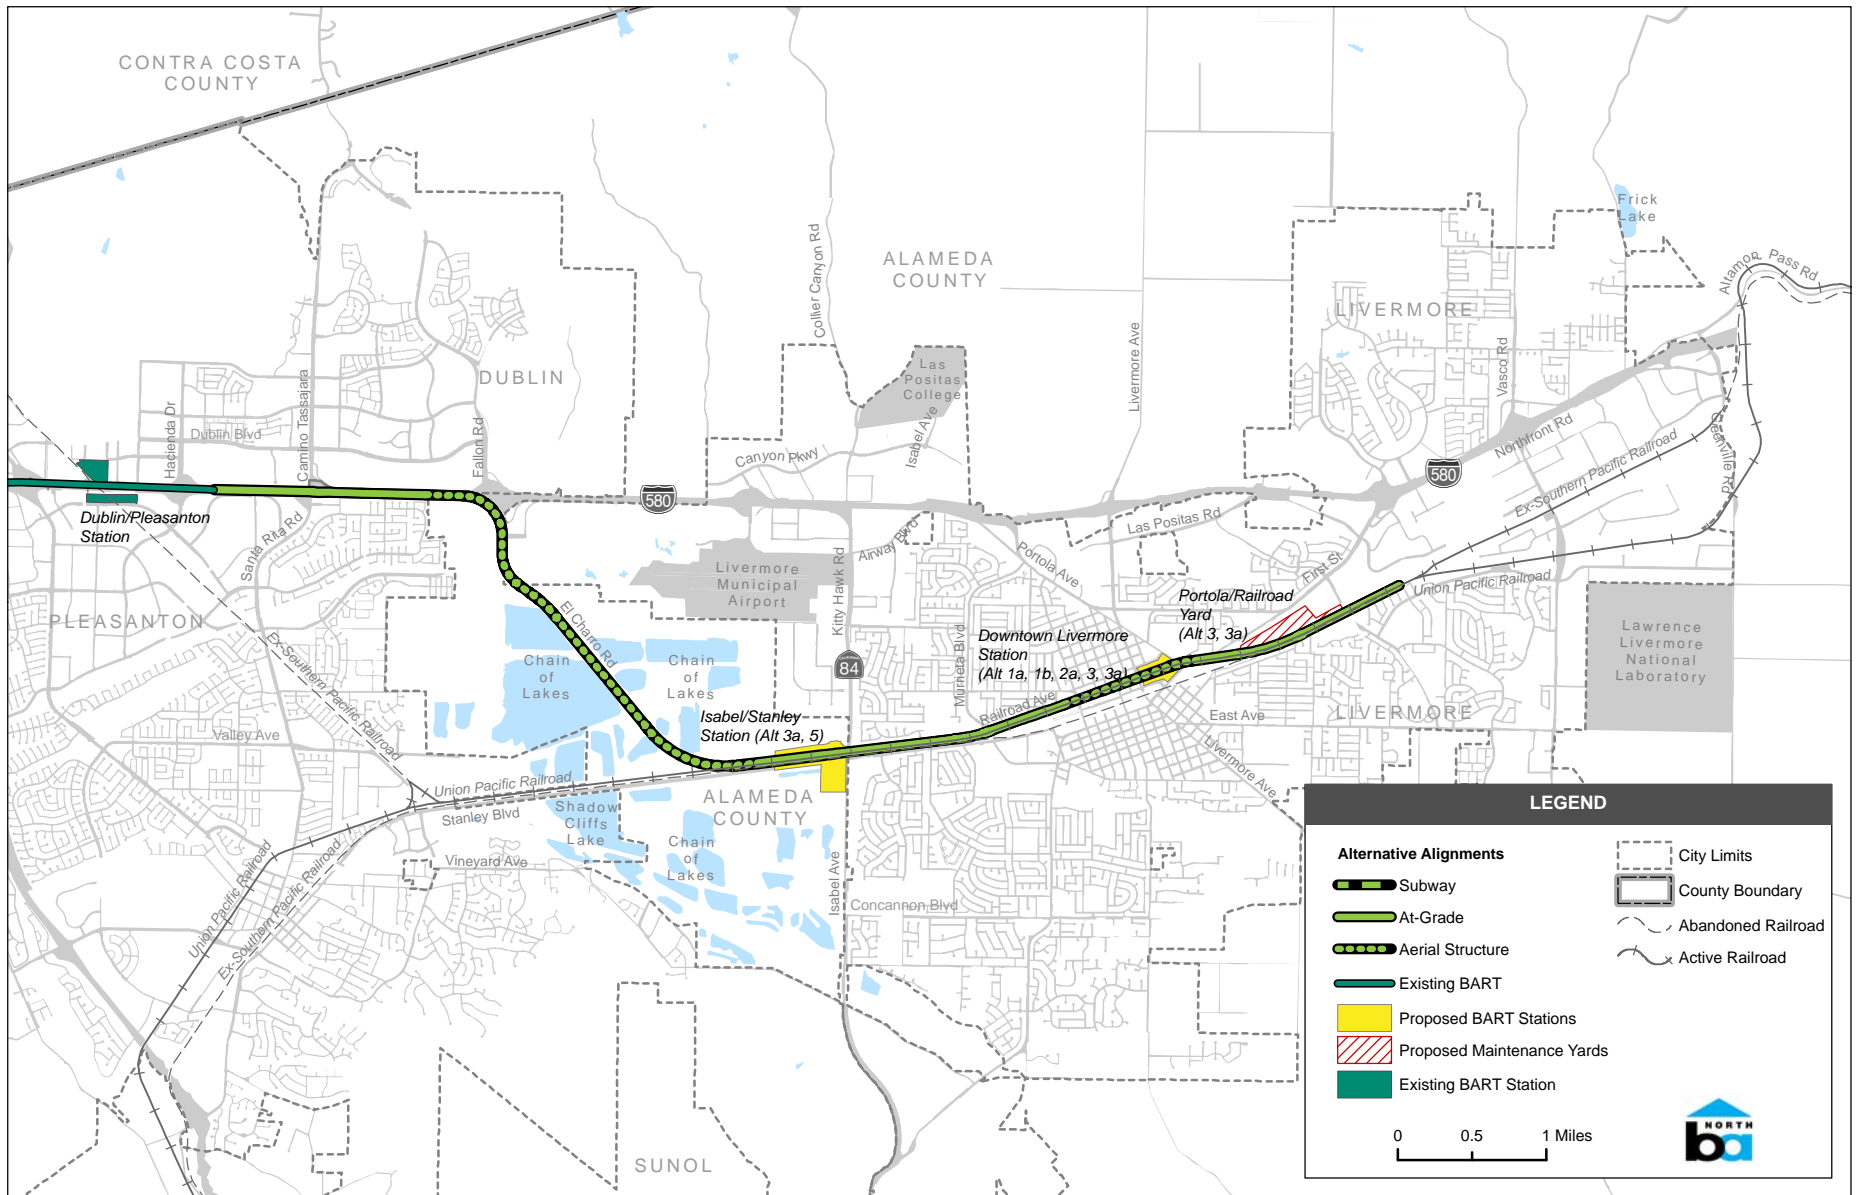 CONTRA COSTA
COUNTY
ALAMEDA
COUNTY
Frick
Lake
Altamont Pass Rd
LIVERMORE
Collier Canyon Rd
Livermore Ave
Vasco Rd
DUBLIN
Las
Positas
College
Isabel Ave
Hacienda Dr
Dublin Blvd
Camino Tassajara
Fallon Rd
Canyon Pkwy
Northfront Rd
Ex-Southern Pacific Railroad
Greenville Rd
580
580
Dublin/Pleasanton
Station
Santa Rita Rd
Las Positas Rd
Airway Blvd
Portola Ave
First St
Union Pacific Railroad
Livermore
Municipal
Airport
Kitty Hawk Rd
El Charro Rd
PLEASANTON
Ex-Southern Pacific Railroad
Portola/Railroad
Yard
(Alt 3, 3a)
Downtown Livermore
Station
(Alt 1a, 1b, 2a, 3, 3a)
Murrieta Blvd
Lawrence
Livermore
National
Laboratory
Chain
of
Lakes
Chain
of
Lakes
84
Railroad Ave
East Ave
LIVERMORE
Isabel/Stanley
Station (Alt 3a, 5)
Valley Ave
Livermore Ave
Union Pacific Railroad
Stanley Blvd
ALAMEDA
COUNTY
Shadow
Cliffs
Lake
Chain
of
Lakes
Vineyard Ave
Union Pacific Railroad
Ex-Southern Pacific Railroad
Isabel Ave
Concannon Blvd
SUNOL
LEGEND
Alternative Alignments
Subway
At-Grade
Aerial Structure
Existing BART
Proposed BART Stations
Proposed Maintenance Yards
Existing BART Station
City Limits
County Boundary
Abandoned Railroad
Active Railroad
0 0.5 1 Miles
NORTH
ba